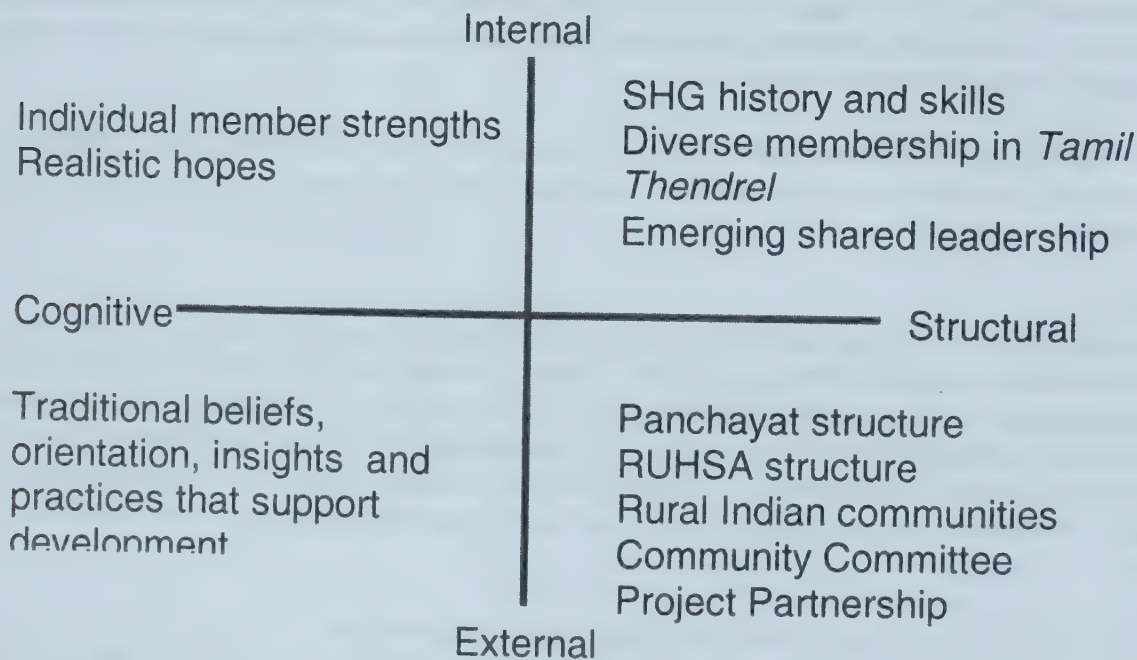 Internal
Individual member strengths
Realistic hopes
SHG history and skills
Diverse membership in Tamil
Thendrel
Emerging shared leadership
Cognitive
Structural
Traditional beliefs,
orientation, insights and
practices that support
development
Panchayat structure
RUHSA structure
Rural Indian communities
Community Committee
Project Partnership
External